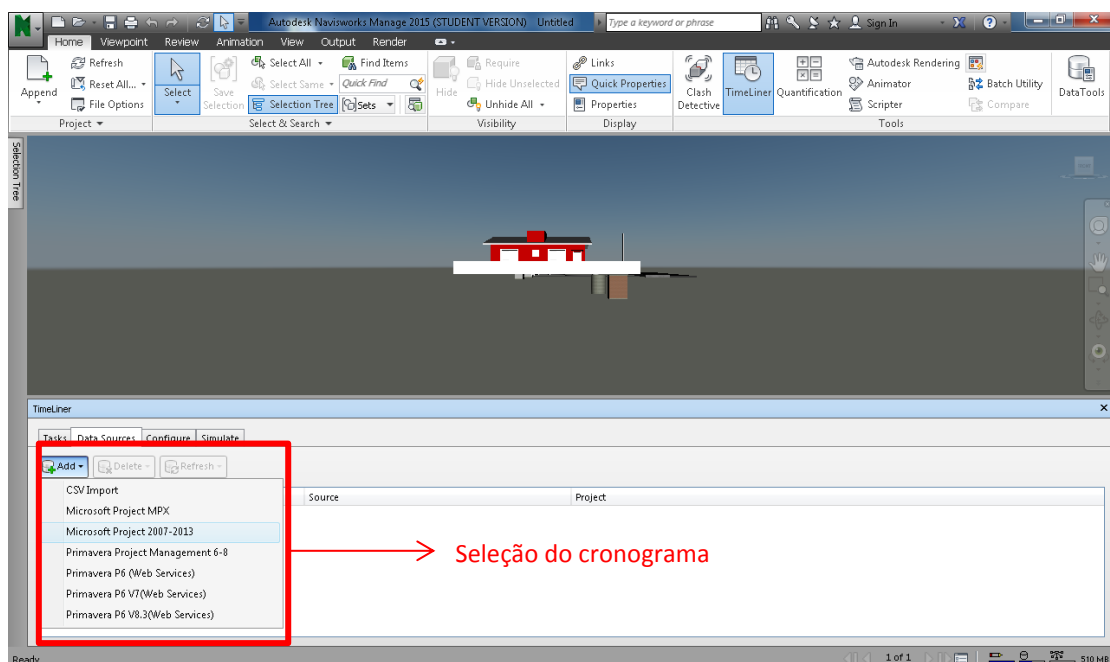 Autodesk Navisworks Manage 2015 (STUDENT VERSION) Untitled
Type a keyword or phrase
Sign In
Home Viewpoint Review Animation View Output Render
Append
Refresh
Reset All...
File Options
Project
Select
Save Selection
Select All
Select Same
Selection Tree
Find Items
Quick Find
Sets
Select & Search
Hide
Require
Hide Unselected
Unhide All
Visibility
Links
Quick Properties
Properties
Display
Clash Detective
TimeLiner
Quantification
Autodesk Rendering
Animator
Scripter
Batch Utility
Compare
DataTools
Tools
Selection Tree
TimeLiner
Tasks Data Sources Configure Simulate
Add Delete Refresh
Source Project
CSV Import
Microsoft Project MPX
Microsoft Project 2007-2013
Primavera Project Management 6-8
Primavera P6 (Web Services)
Primavera P6 V7(Web Services)
Primavera P6 V8.3(Web Services)
Seleção do cronograma
Ready
1 of 1
510 MB